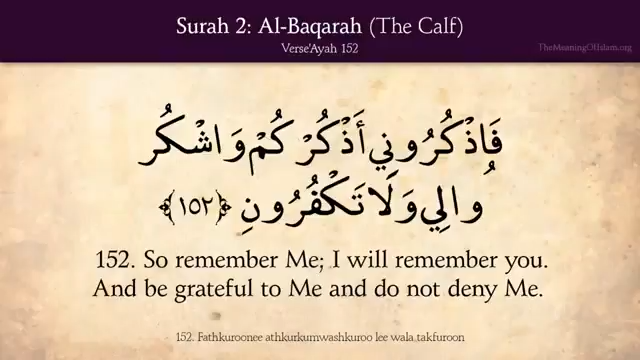 Surah 2: Al-Baqarah (The Calf)
Verse'Ayah 152
TheMeaningOfIslam.org
فَاذْكُرُونِي أَذْكُرْكُمْ وَاشْكُر
ُوا لِي وَلَا تَكْفُرُونِ ﴿١٥٢﴾
152. So remember Me; I will remember you.
And be grateful to Me and do not deny Me.
152. Fathkuroonee athkurkumwashkuroo lee wala takfuroon